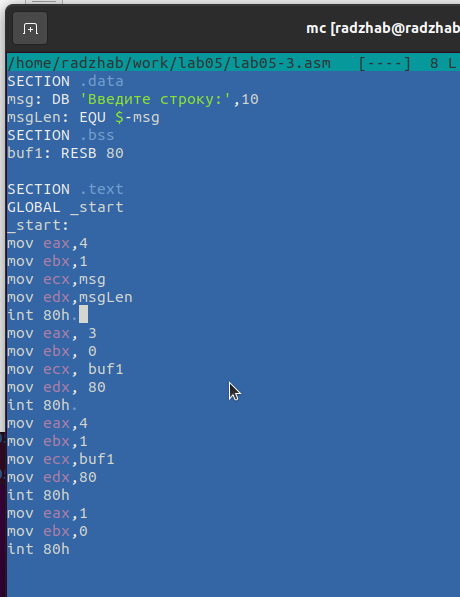 mc [radzhab@radzhab
/home/radzhab/work/lab05/lab05-3.asm   [----]  8 L
SECTION .data
msg: DB 'Введите строку:',10
msgLen: EQU $-msg
SECTION .bss
buf1: RESB 80
SECTION .text
GLOBAL _start
_start:
mov eax,4
mov ebx,1
mov ecx,msg
mov edx,msgLen
int 80h.
mov eax, 3
mov ebx, 0
mov ecx, buf1
mov edx, 80
int 80h.
mov eax,4
mov ebx,1
mov ecx,buf1
mov edx,80
int 80h
mov eax,1
mov ebx,0
int 80h